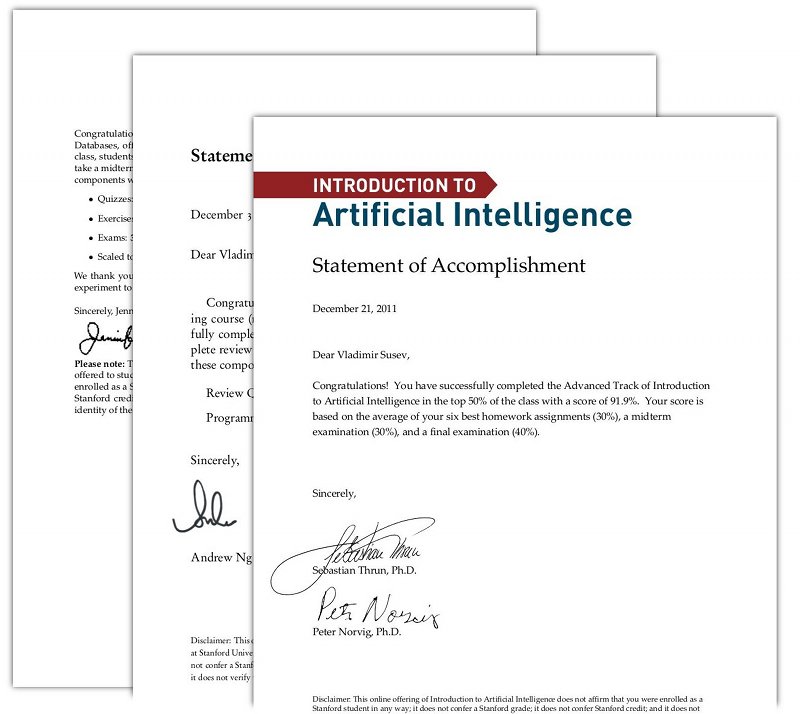 Congratulatio
Databases, off
class, students
take a midterm
components w
• Quizzes:
• Exercise
• Exams: 3
• Scaled to
We thank you
experiment to
Sincerely, Jenn
Please note: T
offered to stud
enrolled as a S
Stanford credi
identity of the
Stateme
December 3
Dear Vladim
Congratu
ing course (
fully comple
plete review
these compo
Review Q
Programm
Sincerely,
Andrew Ng
Disclaimer: This o
at Stanford Unive
not confer a Stanf
it does not verify
INTRODUCTION TO
Artificial Intelligence
Statement of Accomplishment
December 21, 2011
Dear Vladimir Susev,
Congratulations! You have successfully completed the Advanced Track of Introduction
to Artificial Intelligence in the top 50% of the class with a score of 91.9%. Your score is
based on the average of your six best homework assignments (30%), a midterm
examination (30%), and a final examination (40%).
Sincerely,
Sebastian Thrun
Sebastian Thrun, Ph.D.
Peter Norvig
Peter Norvig, Ph.D.
Disclaimer: This online offering of Introduction to Artificial Intelligence does not affirm that you were enrolled as a
Stanford student in any way; it does not confer a Stanford grade; it does not confer Stanford credit; and it does not